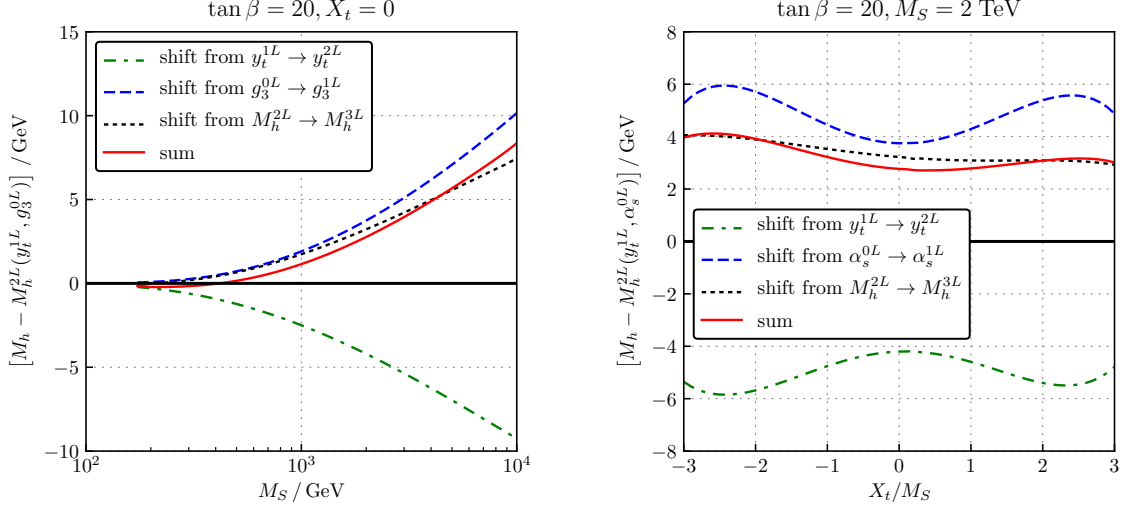 tan β = 20, X_t = 0
[M_h − M_h^{2L}(y_t^{1L}, g_3^{0L})] / GeV
15
10
5
0
−5
−10
shift from y_t^{1L} → y_t^{2L}
shift from g_3^{0L} → g_3^{1L}
shift from M_h^{2L} → M_h^{3L}
sum
10^2
10^3
10^4
M_S / GeV
tan β = 20, M_S = 2 TeV
[M_h − M_h^{2L}(y_t^{1L}, α_s^{0L})] / GeV
8
6
4
2
0
−2
−4
−6
−8
shift from y_t^{1L} → y_t^{2L}
shift from α_s^{0L} → α_s^{1L}
shift from M_h^{2L} → M_h^{3L}
sum
−3
−2
−1
0
1
2
3
X_t/M_S